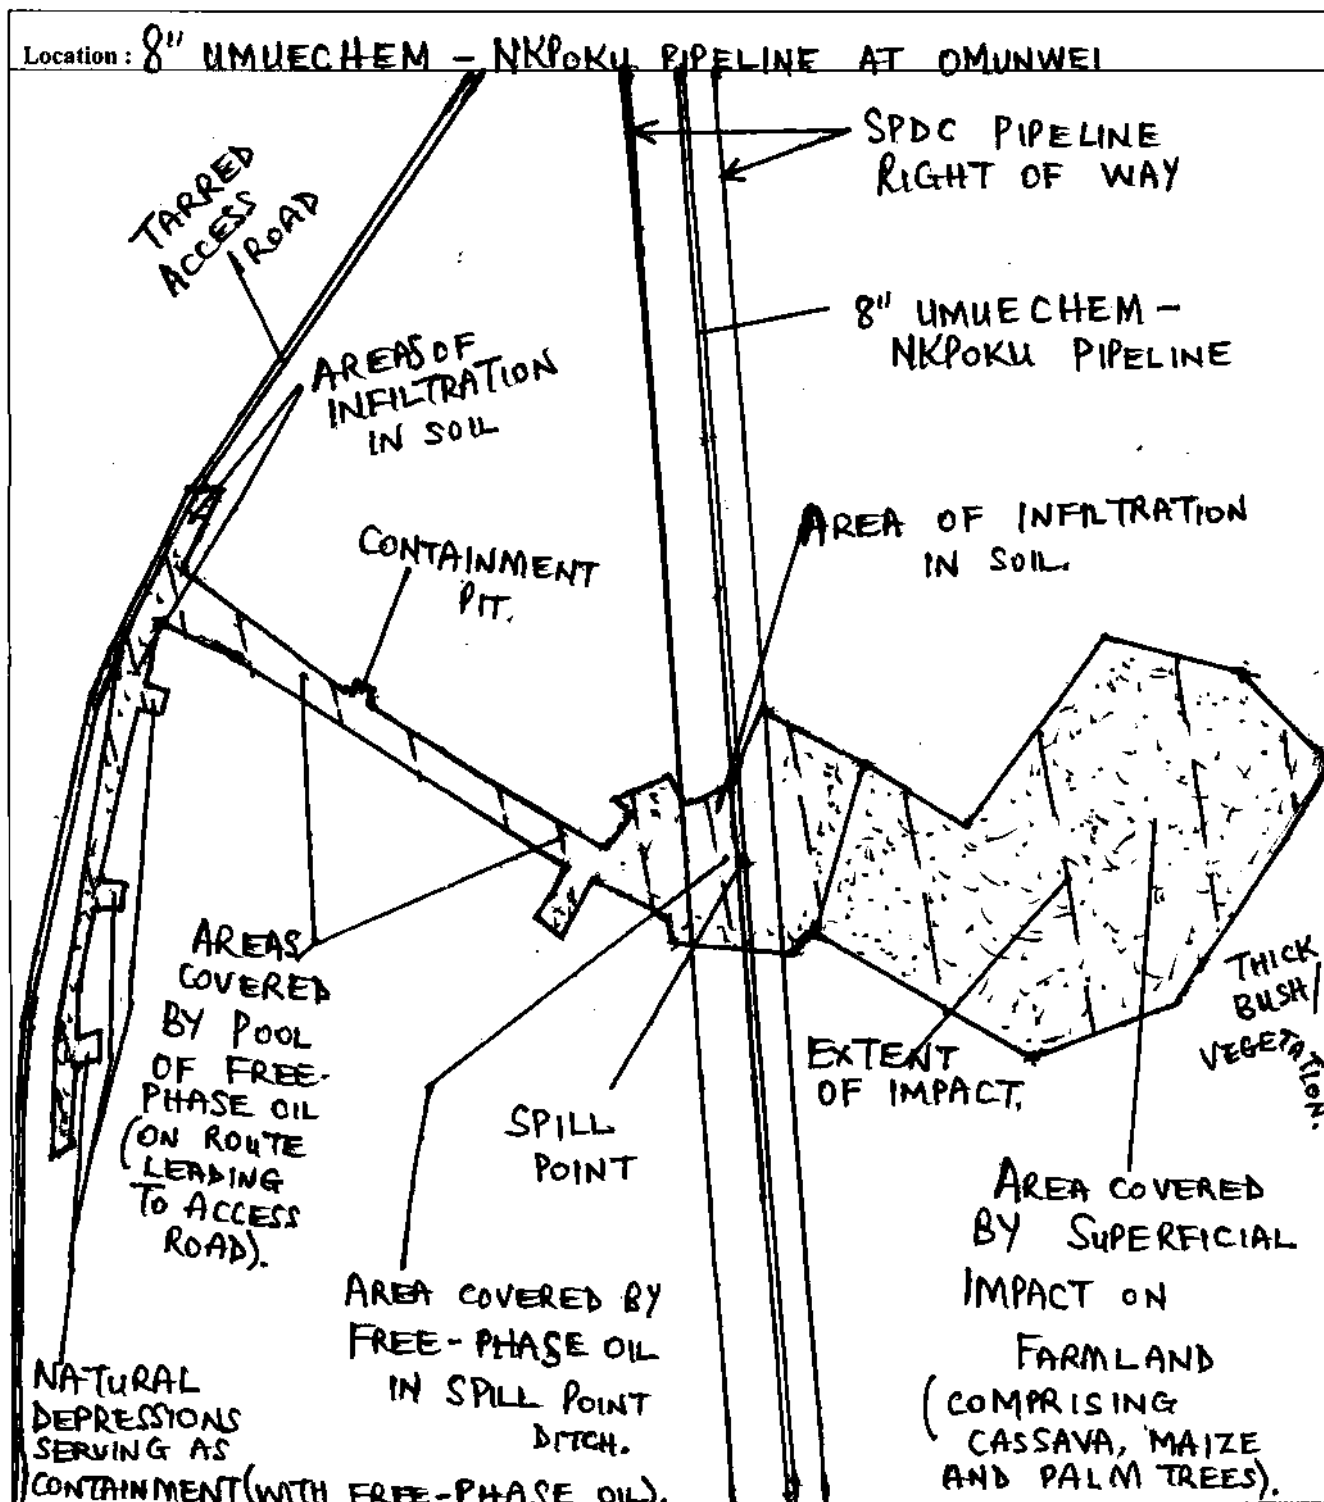 Location : 8" UMUECHEM - NKPOKU PIPELINE AT OMUNWEI
SPDC PIPELINE
RIGHT OF WAY
TARRED
ACCESS
ROAD
8" UMUECHEM -
NKPOKU PIPELINE
AREAS OF
INFILTRATION
IN SOIL
AREA OF INFILTRATION
IN SOIL.
CONTAINMENT
PIT.
AREAS
COVERED
BY POOL
OF FREE-
PHASE OIL
(ON ROUTE
LEADING
TO ACCESS
ROAD).
THICK
BUSH/
VEGETATION.
EXTENT
OF IMPACT.
SPILL
POINT
AREA COVERED
BY SUPERFICIAL
IMPACT ON
FARMLAND
(COMPRISING
CASSAVA, MAIZE
AND PALM TREES).
AREA COVERED BY
FREE-PHASE OIL
IN SPILL POINT
DITCH.
NATURAL
DEPRESSIONS
SERVING AS
CONTAINMENT (WITH FREE-PHASE OIL).